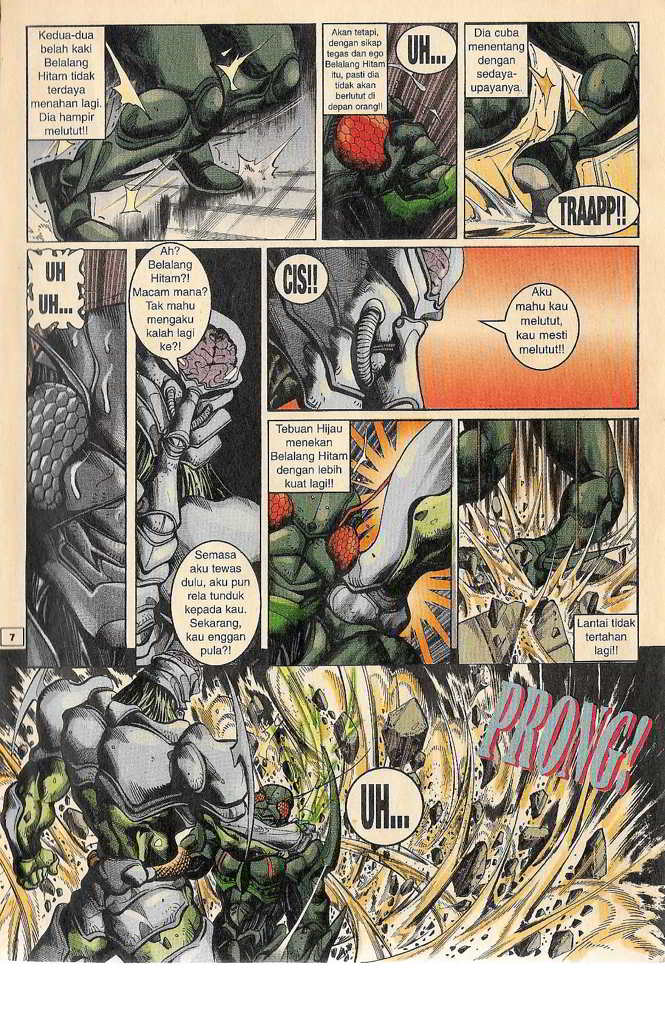 Kedua-dua
belah kaki
Belalang
Hitam tidak
terdaya
menahan lagi.
Dia hampir
melutut!!
Akan tetapi,
dengan sikap
tegas dan ego
Belalang Hitam
itu, pasti dia
tidak akan
berlutut di
depan orang!!
UH...
Dia cuba
menentang
dengan
sedaya-
upayanya.
TRAAPP!!
UH
UH...
Ah?
Belalang
Hitam?!
Macam mana?
Tak mahu
mengaku
kalah lagi
ke?!
Semasa
aku tewas
dulu, aku pun
rela tunduk
kepada kau.
Sekarang,
kau enggan
pula?!
CIS!!
Aku
mahu kau
melutut,
kau mesti
melutut!!
Tebuan Hijau
menekan
Belalang Hitam
dengan lebih
kuat lagi!!
Lantai tidak
tertahan
lagi!!
7
UH...
PRONG!